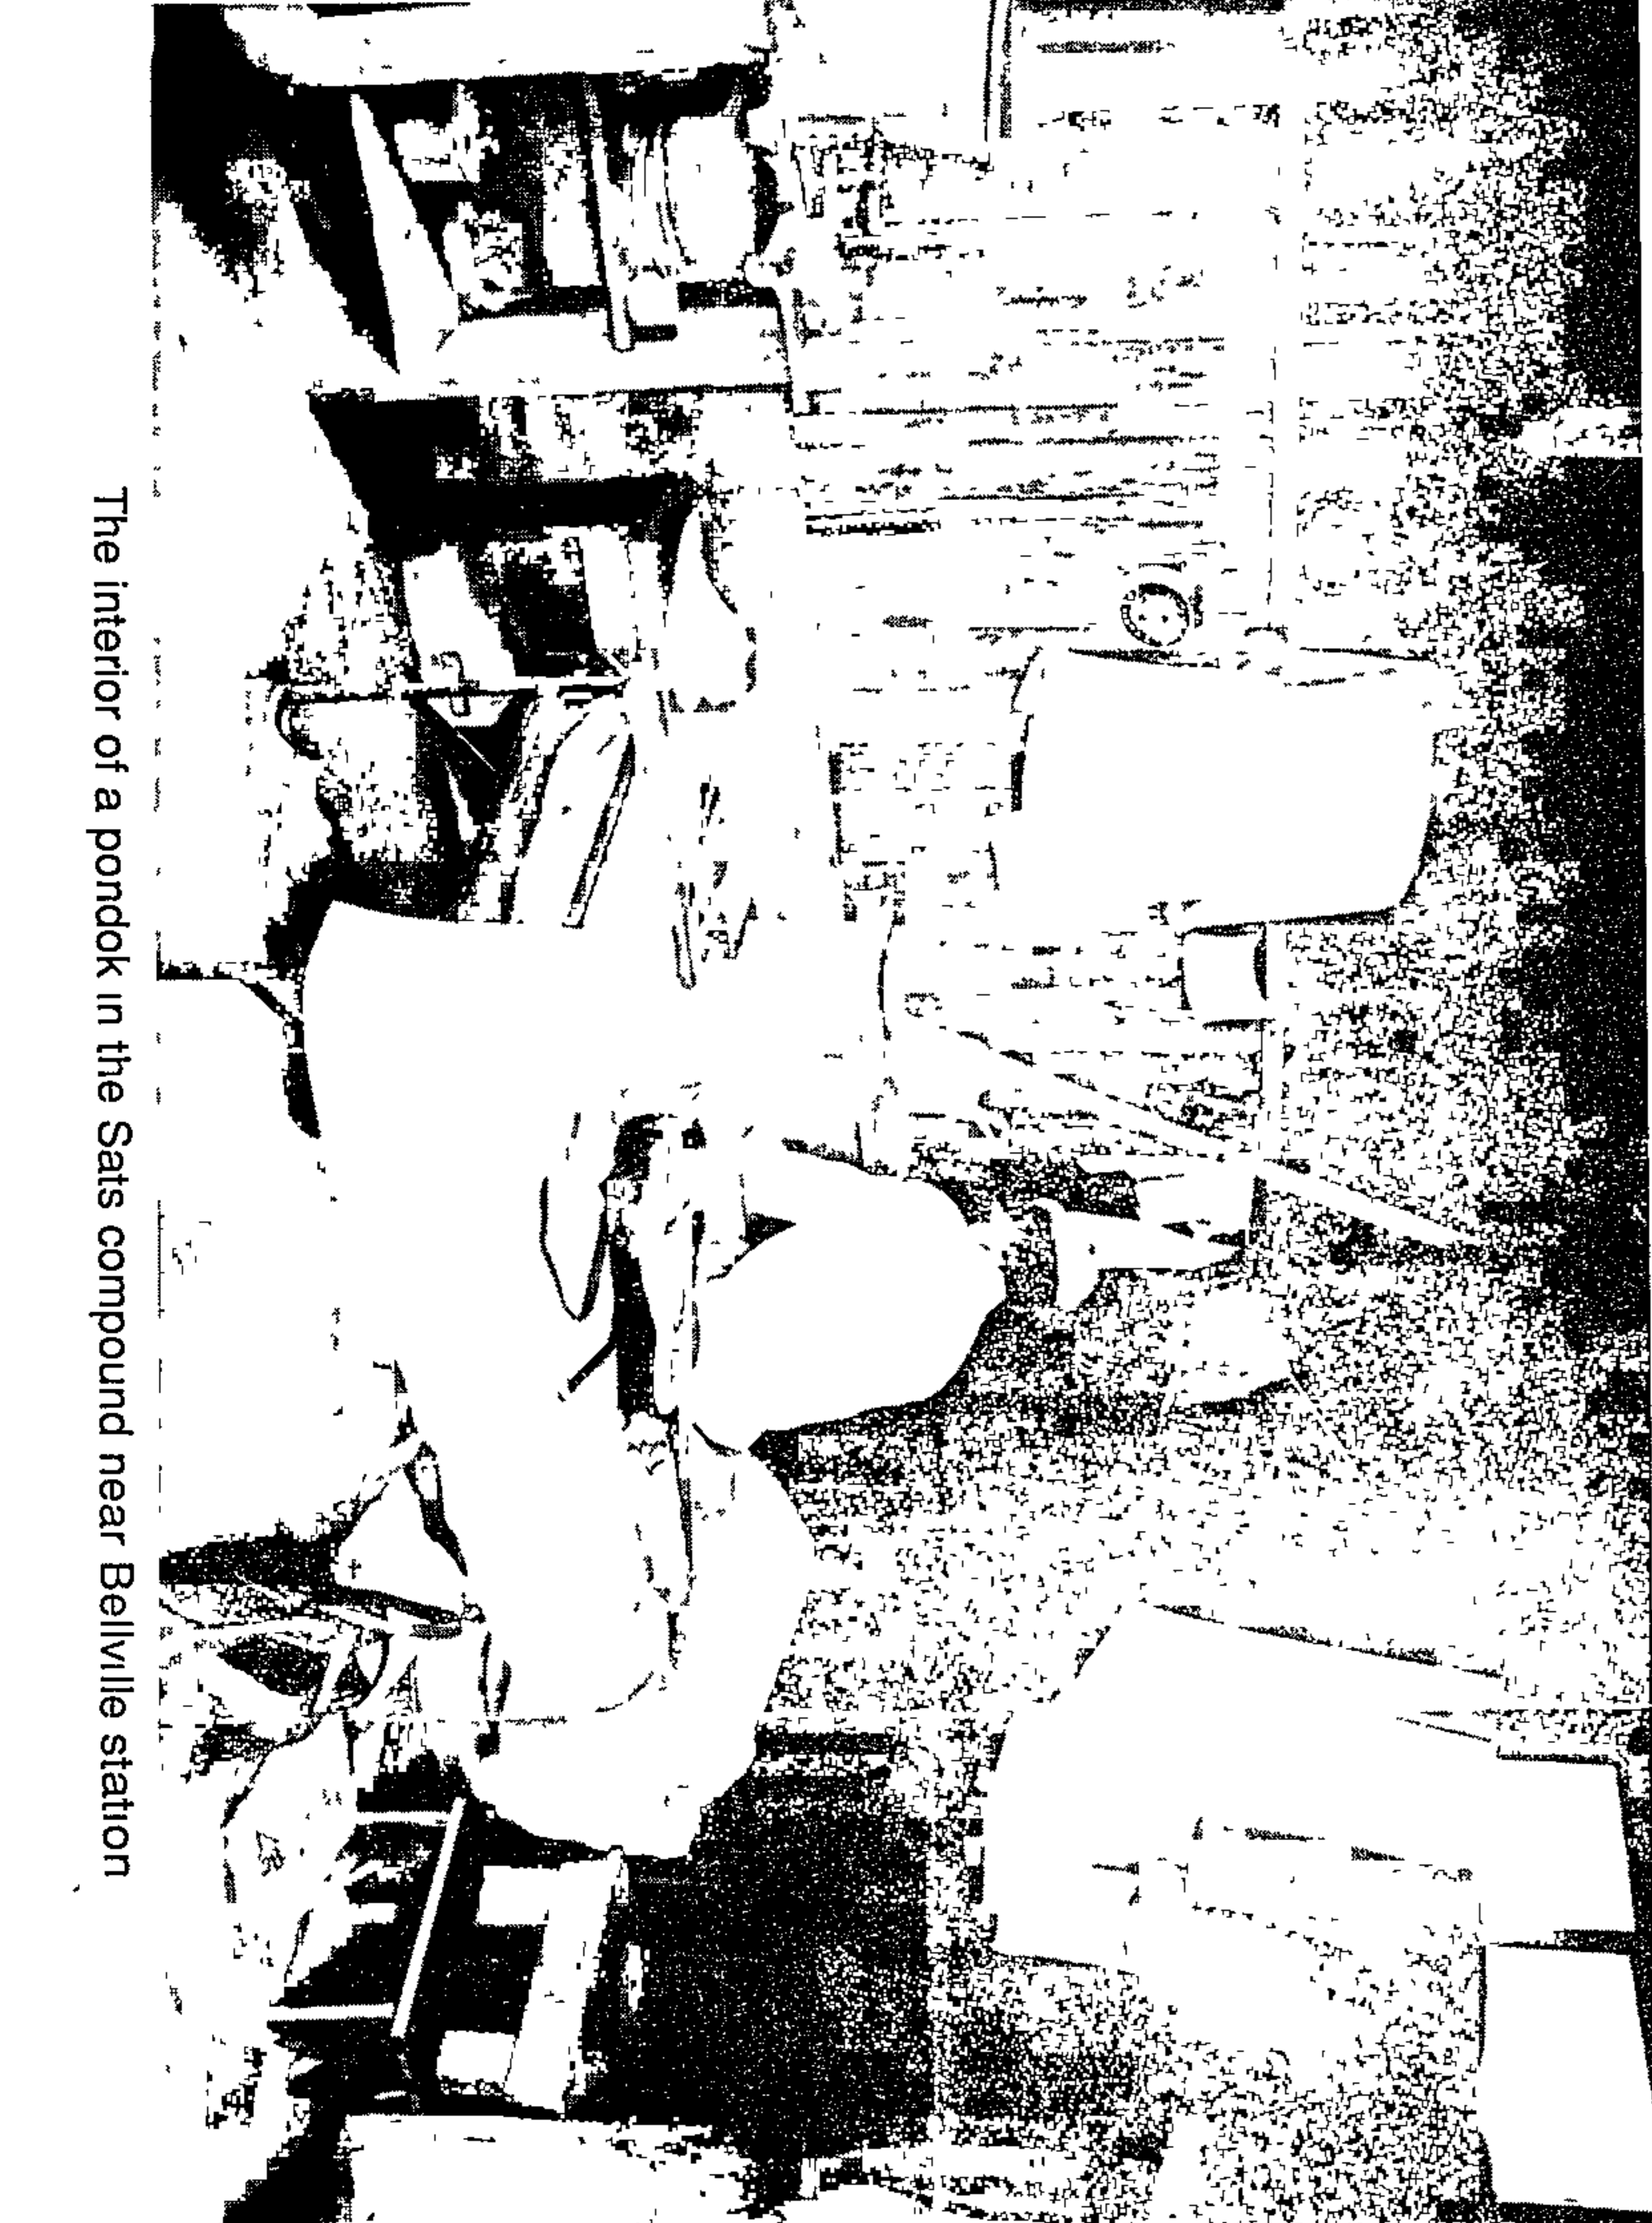 The interior of a pondok in the Sats compound near Bellville station